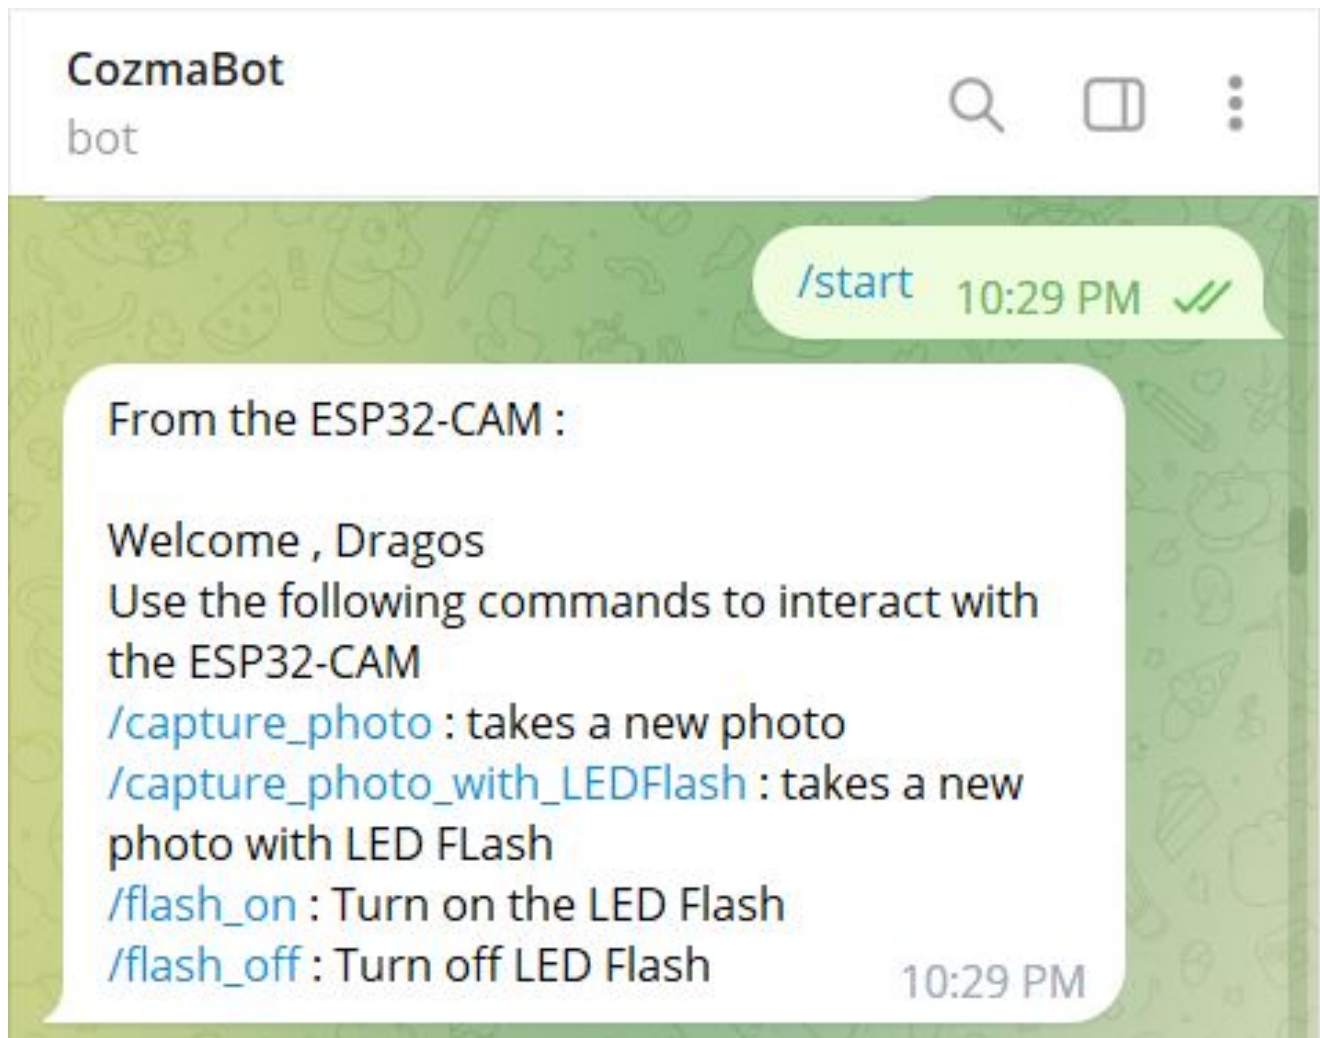 CozmaBot
bot
/start 10:29 PM
From the ESP32-CAM :
Welcome , Dragos
Use the following commands to interact with
the ESP32-CAM
/capture_photo : takes a new photo
/capture_photo_with_LEDFlash : takes a new
photo with LED FLash
/flash_on : Turn on the LED Flash
/flash_off : Turn off LED Flash 10:29 PM